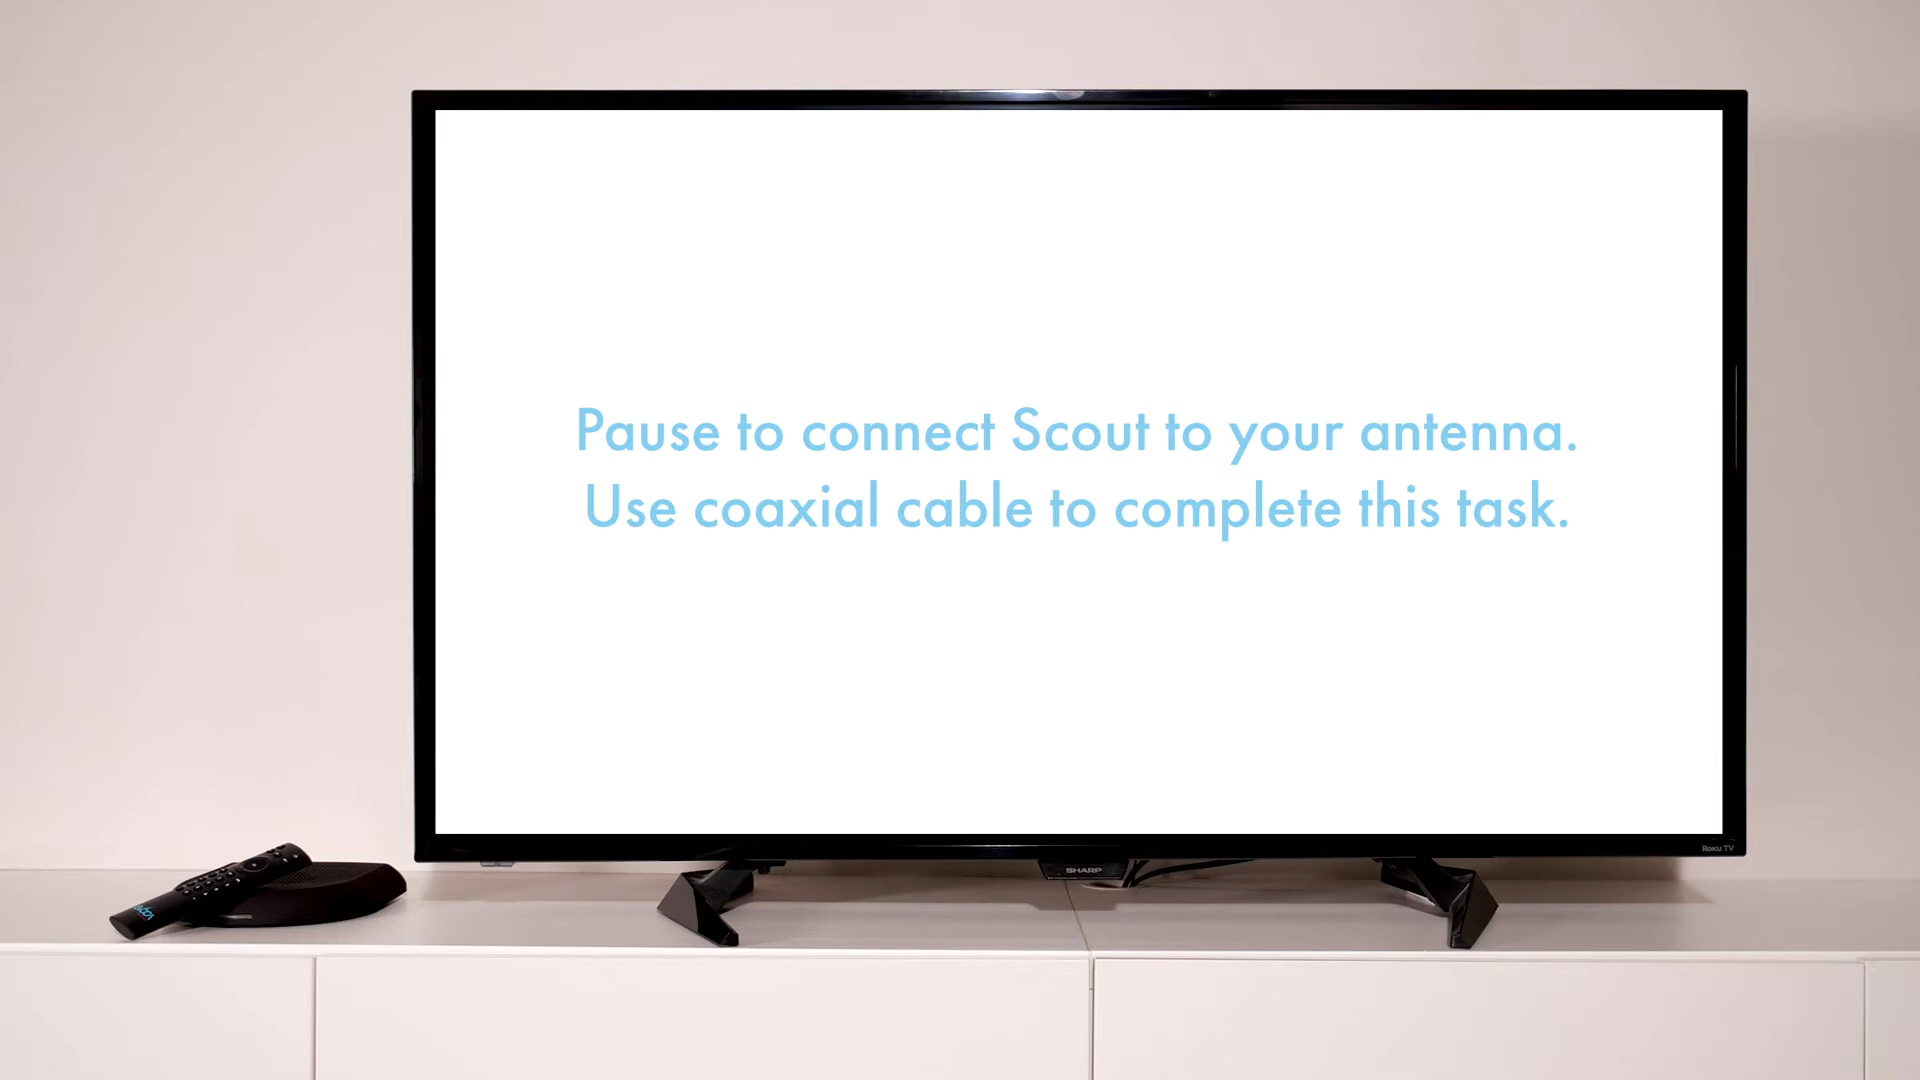 Pause to connect Scout to your antenna.
Use coaxial cable to complete this task.
Roku TV
SHARP